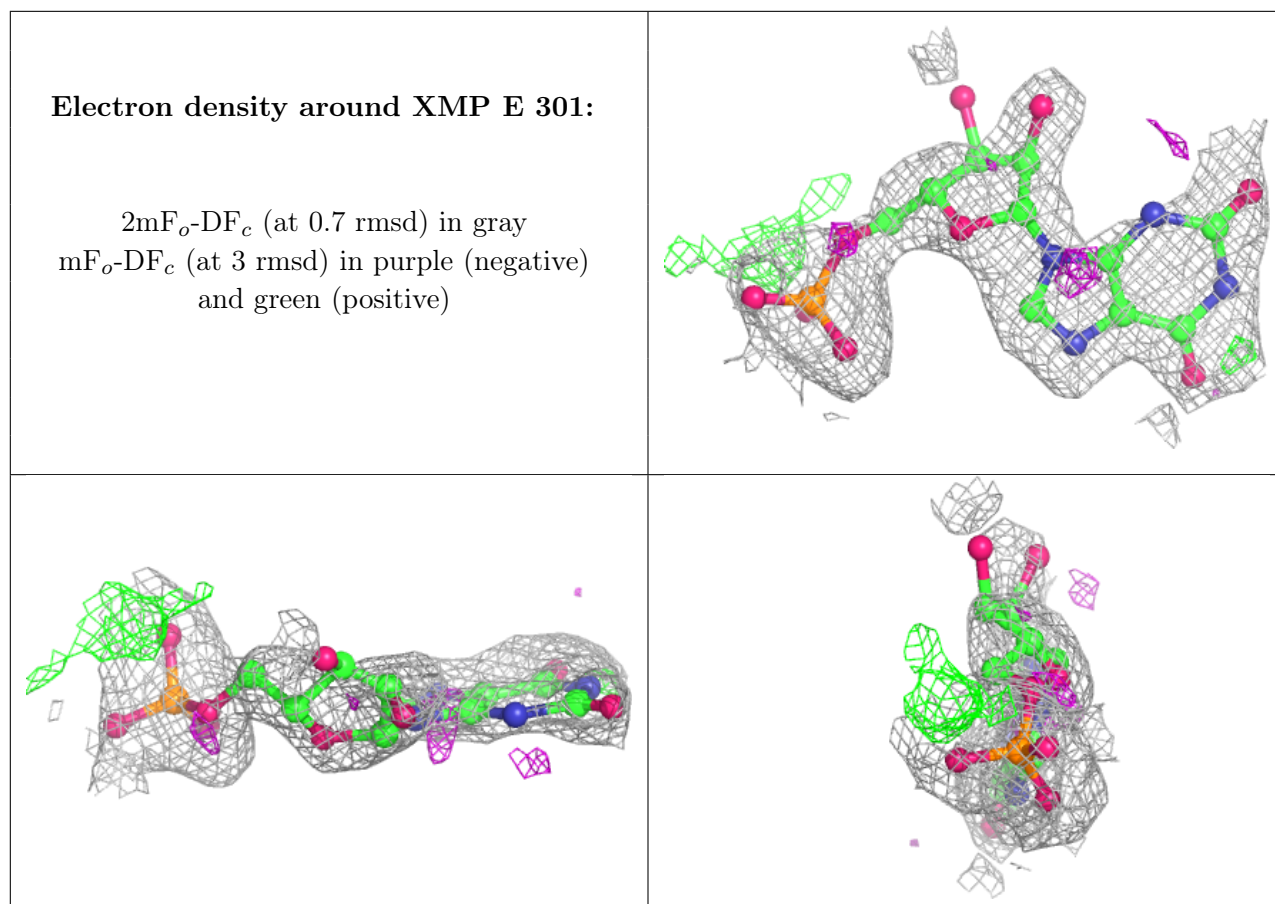 Electron density around XMP E 301:
2mFo-DFc (at 0.7 rmsd) in gray
mFo-DFc (at 3 rmsd) in purple (negative)
and green (positive)